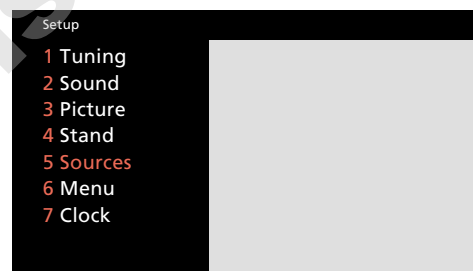 Setup
1 Tuning
2 Sound
3 Picture
4 Stand
5 Sources
6 Menu
7 Clock